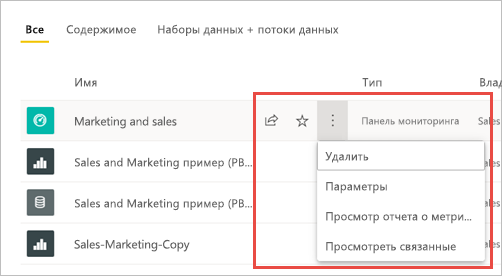 Все Содержимое Наборы данных + потоки данных
Имя Тип Влад
Marketing and sales Панель мониторинга Sales
Sales and Marketing пример (PB...
Удалить
Sales and Marketing пример (PB...
Параметры
Просмотр отчета о метри...
Sales-Marketing-Copy
Просмотреть связанные